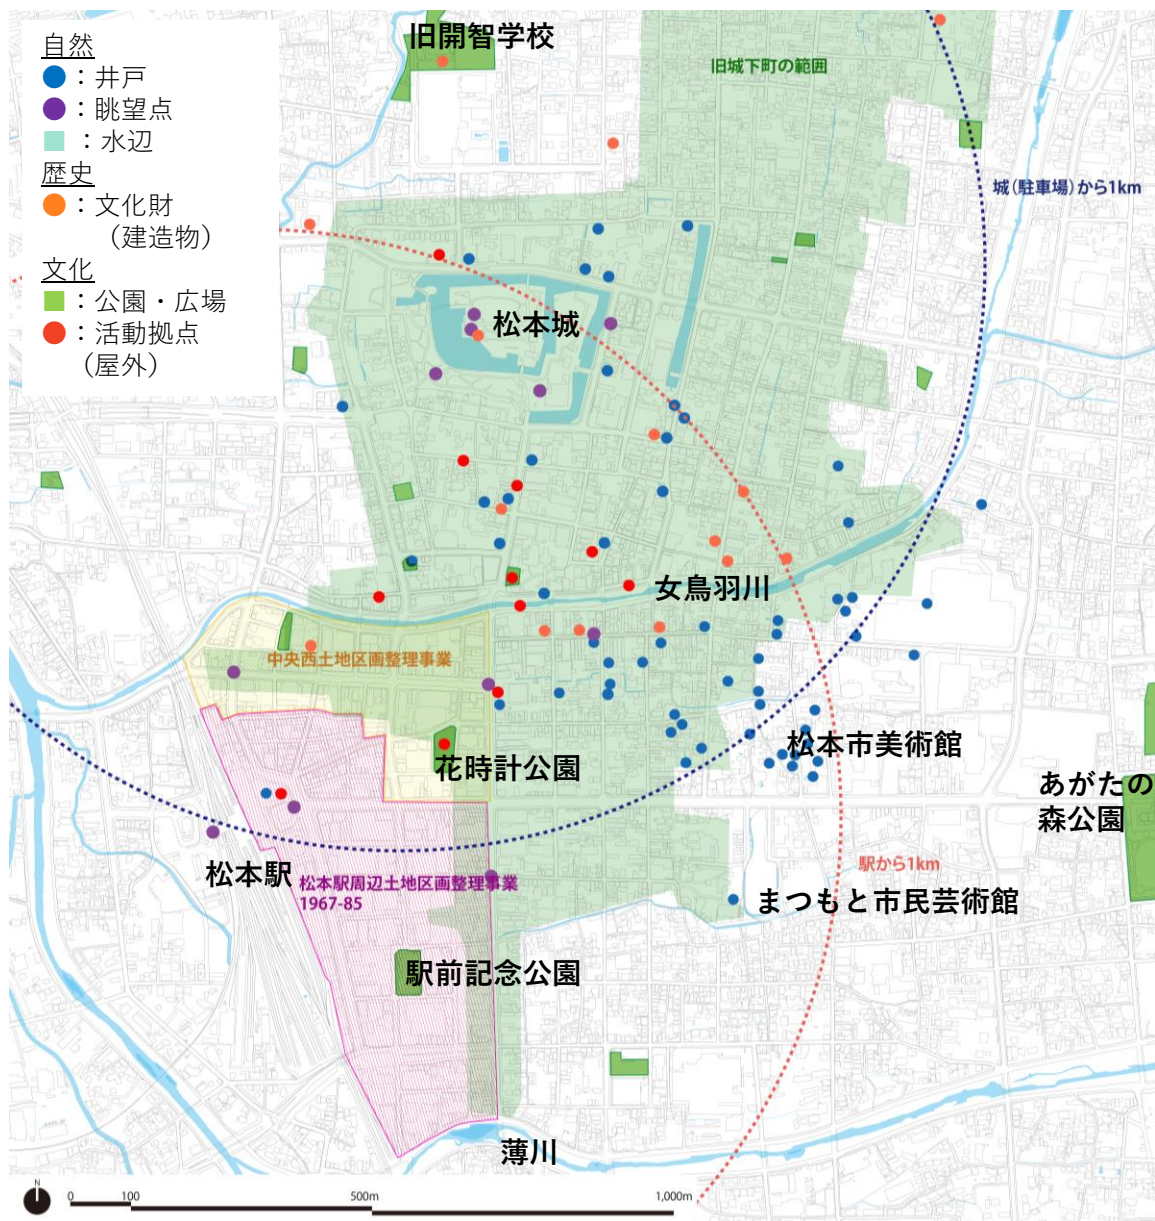 自然
：井戸
：眺望点
：水辺
歴史
：文化財
（建造物）
文化
：公園・広場
：活動拠点
（屋外）
旧開智学校
旧城下町の範囲
城（駐車場）から1km
松本城
女鳥羽川
中央西土地区画整理事業
松本市美術館
花時計公園
あがたの
森公園
駅から1km
松本駅
松本駅周辺土地区画整理事業
1967-85
まつもと市民芸術館
駅前記念公園
薄川
N
0 100 500m 1,000m